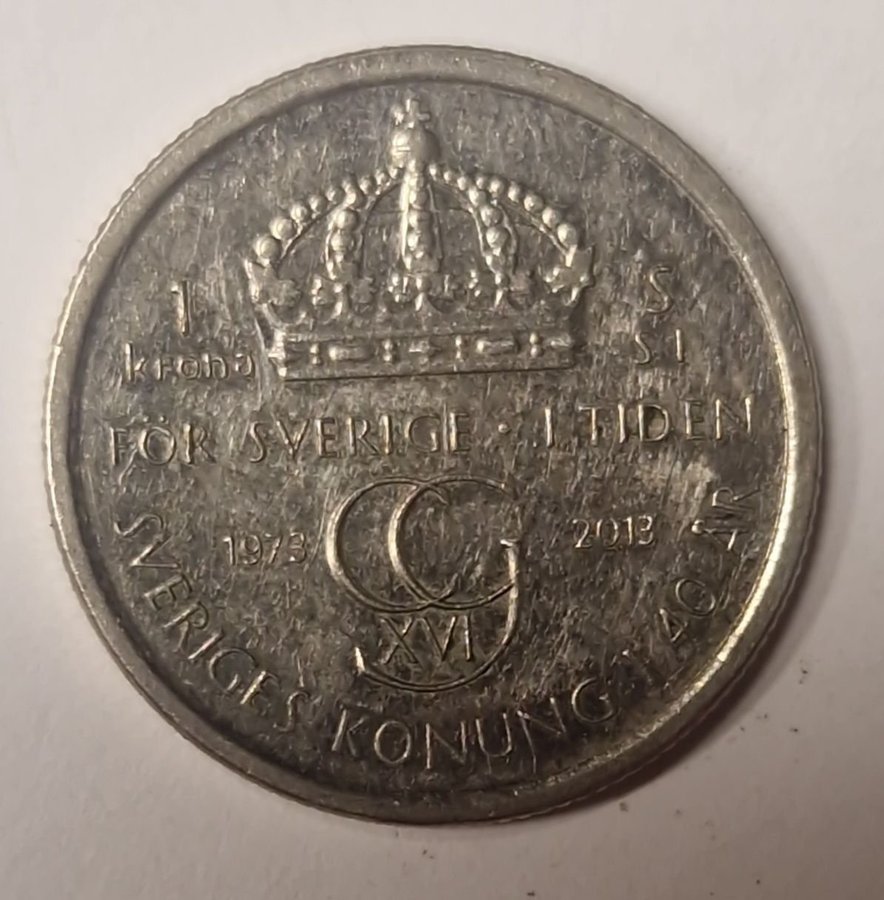 1
krona
S
SI
FÖR SVERIGE · I TIDEN
1973
CG
XVI
2013
SVERIGES KONUNG I 40 ÅR